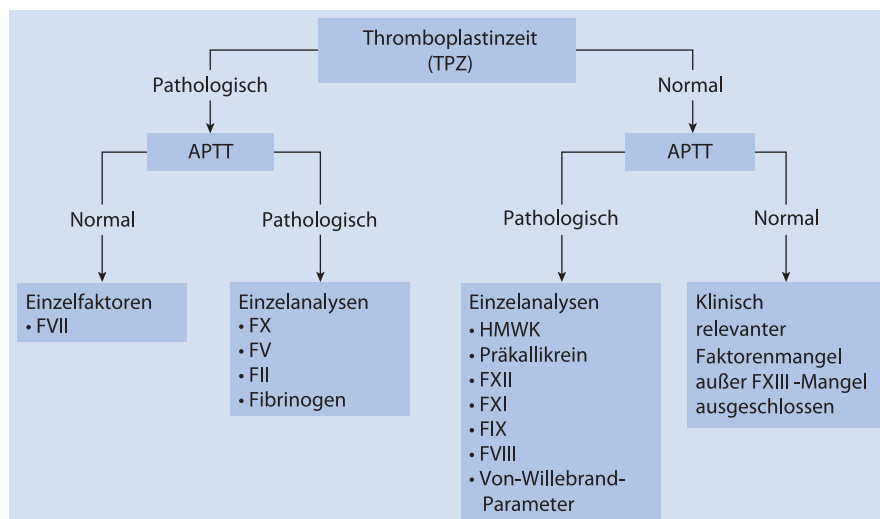 Thromboplastinzeit
(TPZ)
Pathologisch
Normal
APTT
APTT
Normal
Pathologisch
Pathologisch
Normal
Einzelfaktoren
• FVII
Einzelanalysen
• FX
• FV
• FII
• Fibrinogen
Einzelanalysen
• HMWK
• Präkallikrein
• FXII
• FXI
• FIX
• FVIII
• Von-Willebrand-
Parameter
Klinisch
relevanter
Faktorenmangel
außer FXIII -Mangel
ausgeschlossen